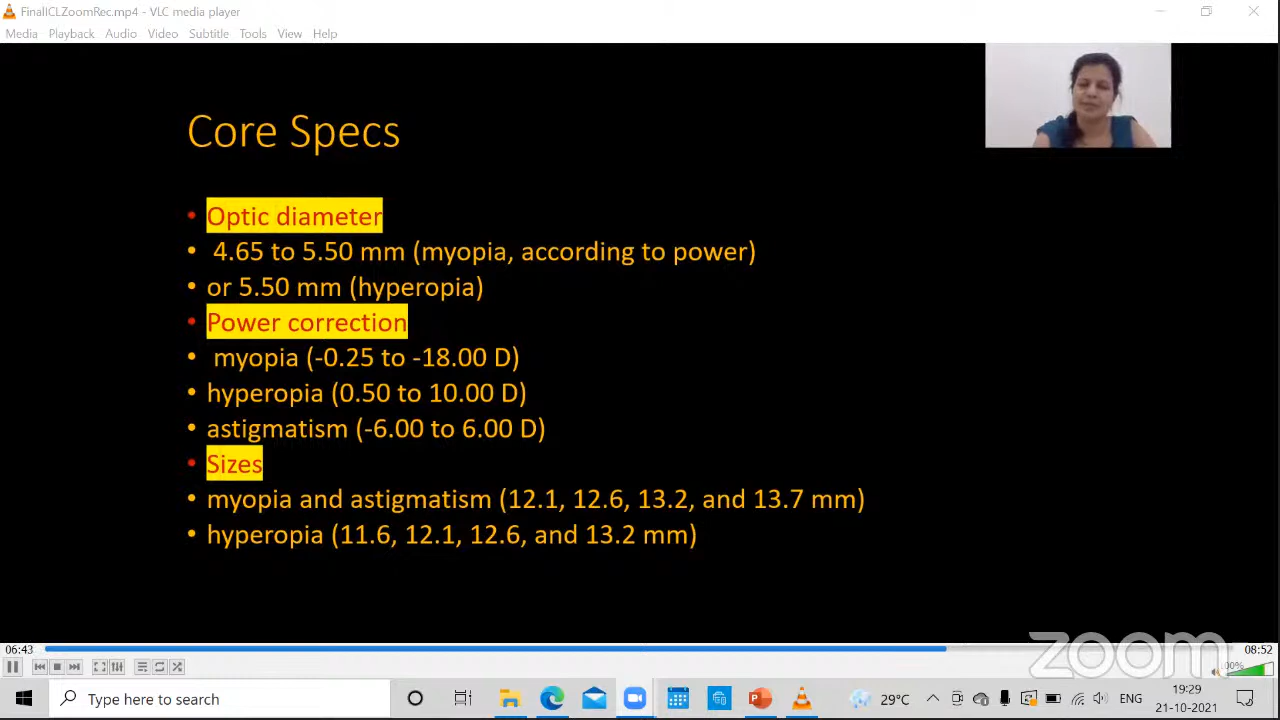 FinalICLZoomRec.mp4 - VLC media player
Media Playback Audio Video Subtitle Tools View Help
Core Specs
• Optic diameter
• 4.65 to 5.50 mm (myopia, according to power)
• or 5.50 mm (hyperopia)
• Power correction
• myopia (-0.25 to -18.00 D)
• hyperopia (0.50 to 10.00 D)
• astigmatism (-6.00 to 6.00 D)
• Sizes
• myopia and astigmatism (12.1, 12.6, 13.2, and 13.7 mm)
• hyperopia (11.6, 12.1, 12.6, and 13.2 mm)
06:43
08:52
zoom
Type here to search
29°C
ENG
19:29
21-10-2021